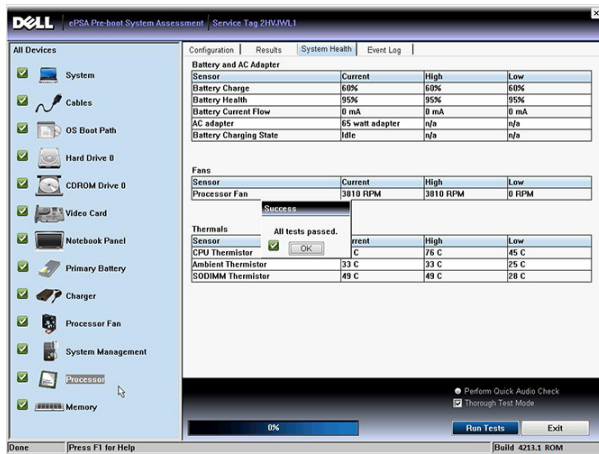 DELL ePSA Pre-boot System Assessment Service Tag 2HVJWL1
All Devices
System
Cables
OS Boot Path
Hard Drive 0
CDROM Drive 0
Video Card
Notebook Panel
Primary Battery
Charger
Processor Fan
System Management
Processor
Memory
Configuration Results System Health Event Log
Battery and AC Adapter
Sensor Current High Low
Battery Charge 60% 60% 60%
Battery Health 95% 95% 95%
Battery Current Flow 0 mA 0 mA 0 mA
AC adapter 65 watt adapter n/a n/a
Battery Charging State Idle n/a n/a
Fans
Sensor Current High Low
Processor Fan 3810 RPM 3810 RPM 0 RPM
Success
All tests passed.
OK
Thermals
Sensor rrent High Low
CPU Thermistor C 76 C 45 C
Ambient Thermistor 33 C 33 C 25 C
SODIMM Thermistor 49 C 49 C 28 C
Perform Quick Audio Check
Thorough Test Mode
0% Run Tests Exit
Done Press F1 for Help Build 4213.1 ROM